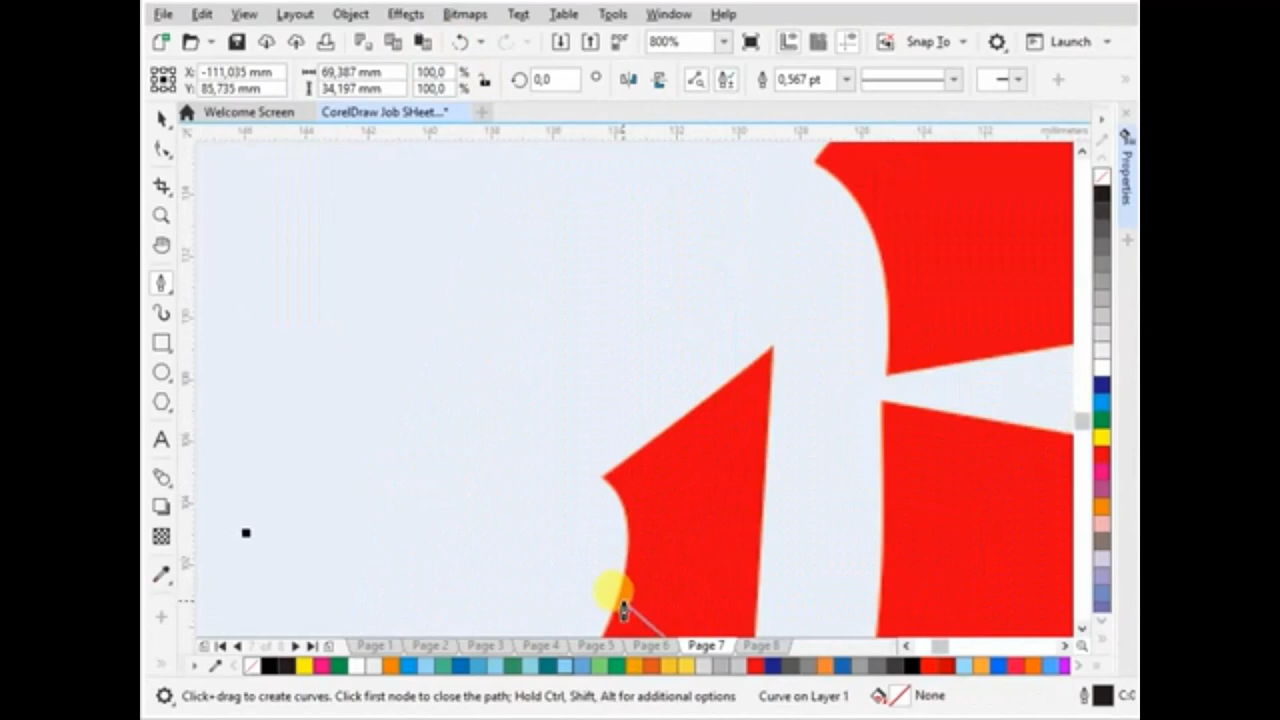 File Edit View Layout Object Effects Bitmaps Text Table Tools Window Help
PDF 800% Snap To Launch
X: -111,035 mm 69,387 mm 100,0 % 0,0 ° 0,567 pt
Y: 85,735 mm 34,197 mm 100,0 %
Welcome Screen CorelDraw Job SHeet...*
millimeters
Properties
Page 1 Page 2 Page 3 Page 4 Page 5 Page 6 Page 7 Page 8
Click+drag to create curves. Click first node to close the path; Hold Ctrl, Shift, Alt for additional options Curve on Layer 1 None C:0